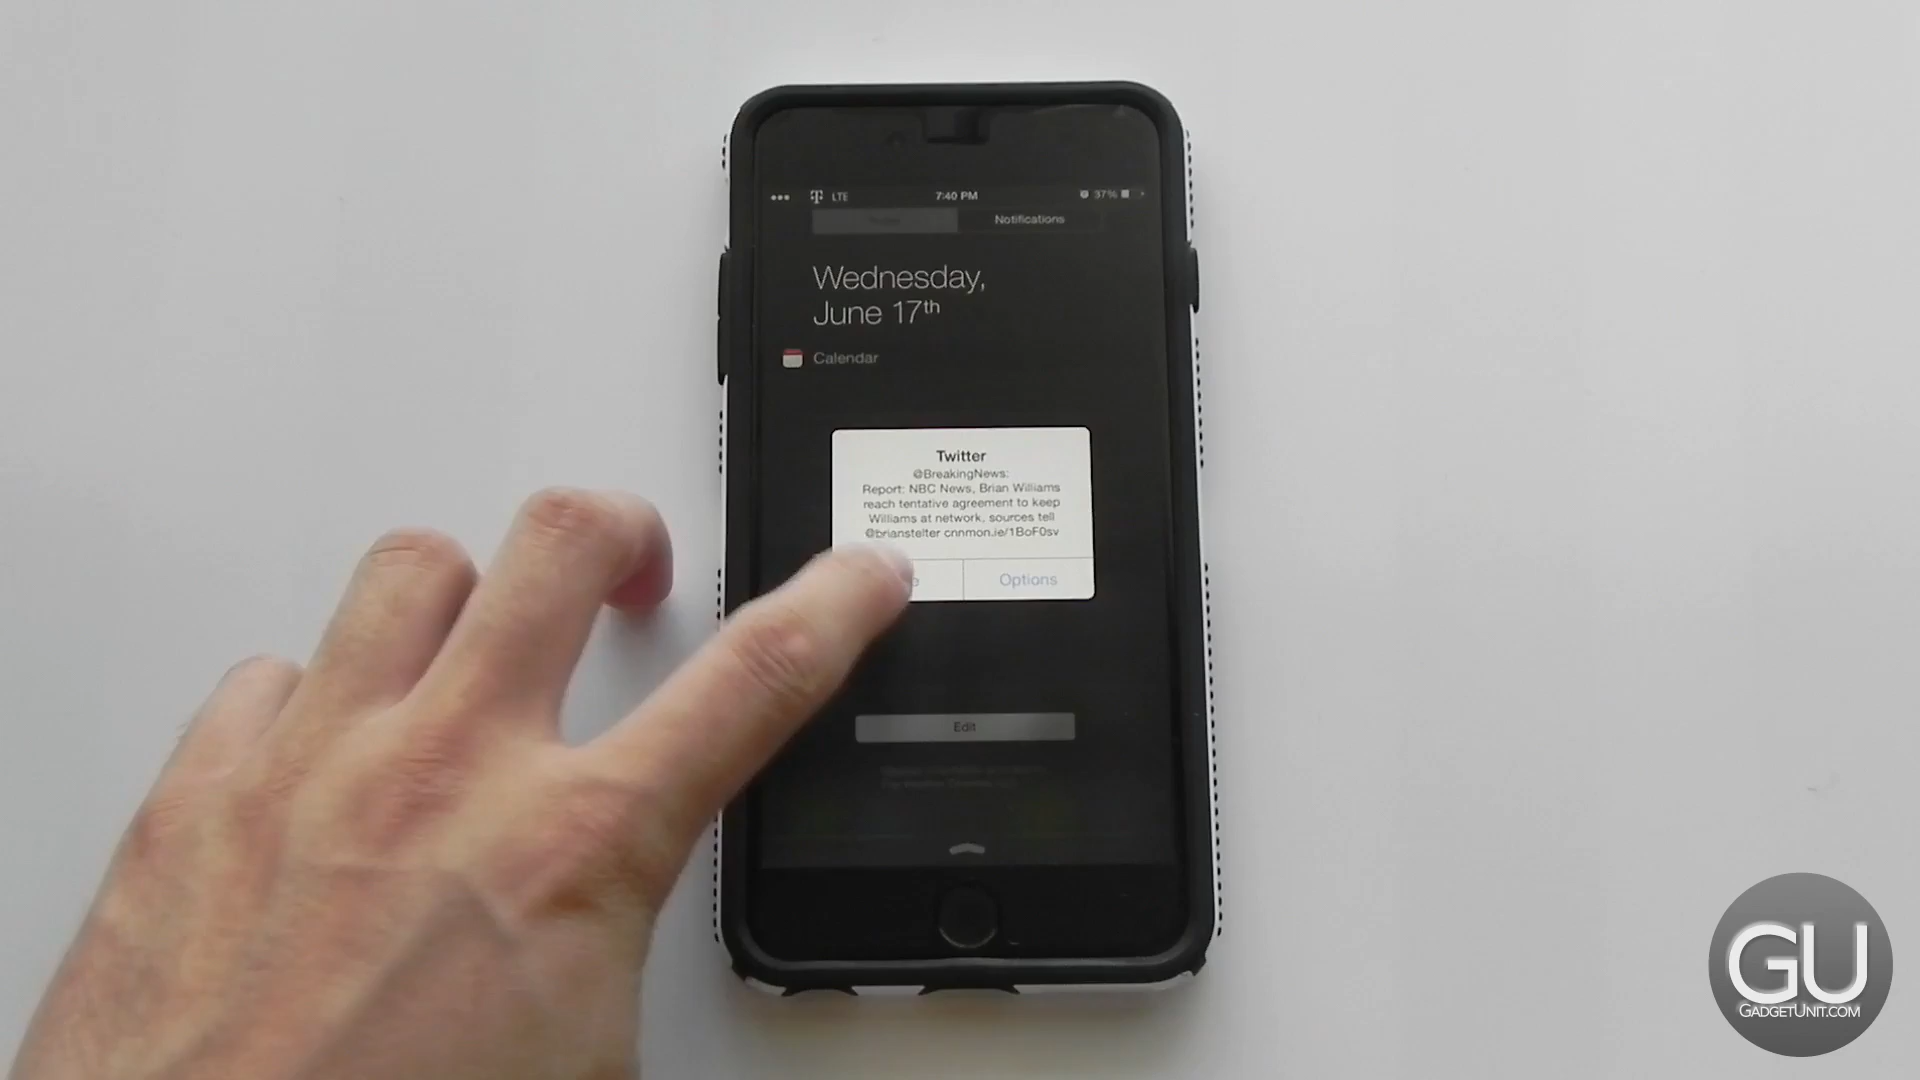 LTE
7:40 PM
37%
Notifications
Wednesday,
June 17th
Calendar
Twitter
@BreakingNews:
Report: NBC News, Brian Williams
reach tentative agreement to keep
Williams at network, sources tell
@brianstelter cnnmon.ie/1BoF0sv
Options
Edit
GU
GADGETUNIT.COM